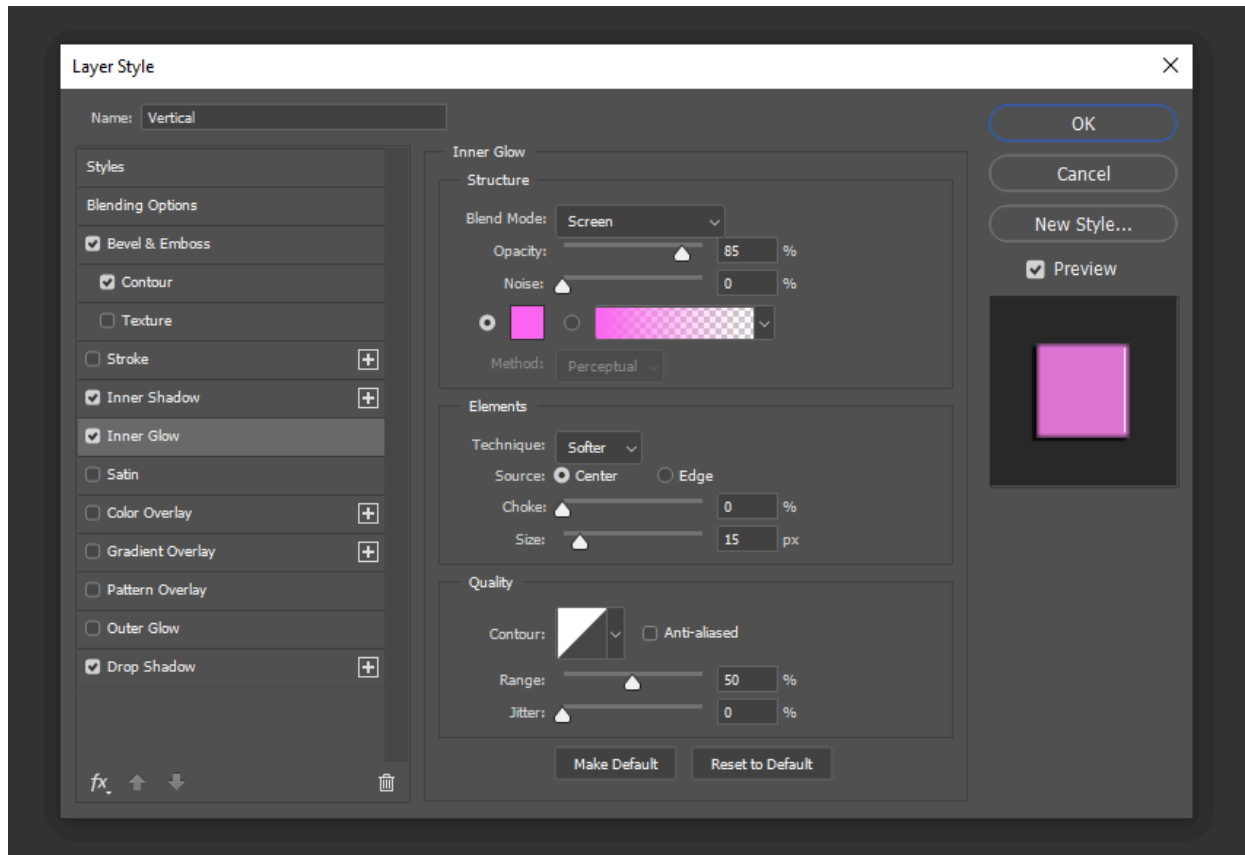 Layer Style
Name: Vertical
Styles
Blending Options
Bevel & Emboss
Contour
Texture
Stroke
Inner Shadow
Inner Glow
Satin
Color Overlay
Gradient Overlay
Pattern Overlay
Outer Glow
Drop Shadow
fx
Inner Glow
Structure
Blend Mode: Screen
Opacity: 85 %
Noise: 0 %
Method: Perceptual
Elements
Technique: Softer
Source: Center Edge
Choke: 0 %
Size: 15 px
Quality
Contour: Anti-aliased
Range: 50 %
Jitter: 0 %
Make Default Reset to Default
OK
Cancel
New Style...
Preview